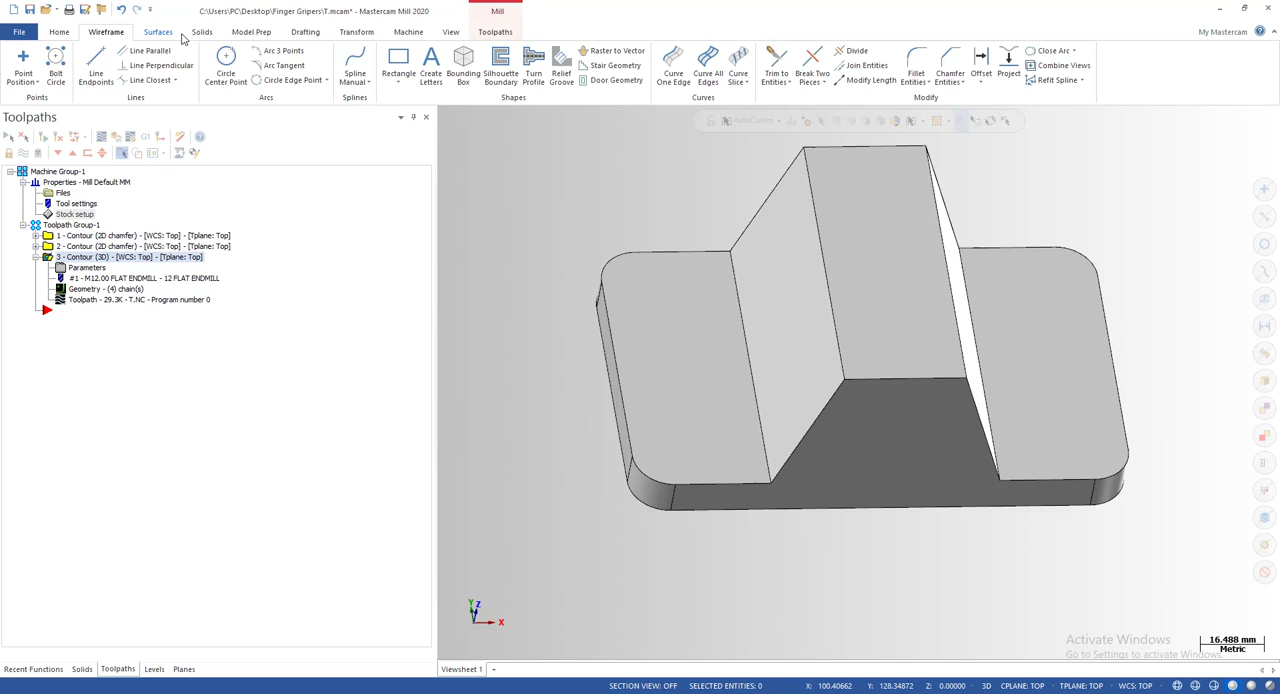 C:\Users\PC\Desktop\Finger Gripers\T.mcam* - Mastercam Mill 2020
Mill
File
Home
Wireframe
Surfaces
Solids
Model Prep
Drafting
Transform
Machine
View
Toolpaths
My Mastercam
Point Position
Bolt Circle
Points
Line Endpoints
Line Parallel
Line Perpendicular
Line Closest
Lines
Circle Center Point
Arc 3 Points
Arc Tangent
Circle Edge Point
Arcs
Spline Manual
Splines
Rectangle
Create Letters
Bounding Box
Silhouette Boundary
Turn Profile
Relief Groove
Raster to Vector
Stair Geometry
Door Geometry
Shapes
Curve One Edge
Curve All Edges
Curve Slice
Curves
Trim to Entities
Break Two Pieces
Divide
Join Entities
Modify Length
Fillet Entities
Chamfer Entities
Offset
Project
Close Arc
Combine Views
Refit Spline
Modify
Toolpaths
G1
AutoCursor
Machine Group-1
Properties - Mill Default MM
Files
Tool settings
Stock setup
Toolpath Group-1
1 - Contour (2D chamfer) - [WCS: Top] - [Tplane: Top]
2 - Contour (2D chamfer) - [WCS: Top] - [Tplane: Top]
3 - Contour (3D) - [WCS: Top] - [Tplane: Top]
Parameters
#1 - M12.00 FLAT ENDMILL - 12 FLAT ENDMILL
Geometry - (4) chain(s)
Toolpath - 29.3K - T.NC - Program number 0
Y
Z
X
Activate Windows
Go to Settings to activate Windows.
16.488 mm
Metric
Recent Functions
Solids
Toolpaths
Levels
Planes
Viewsheet 1
SECTION VIEW: OFF
SELECTED ENTITIES: 0
X: 100.40662
Y: 128.34872
Z: 0.00000
3D
CPLANE: TOP
TPLANE: TOP
WCS: TOP